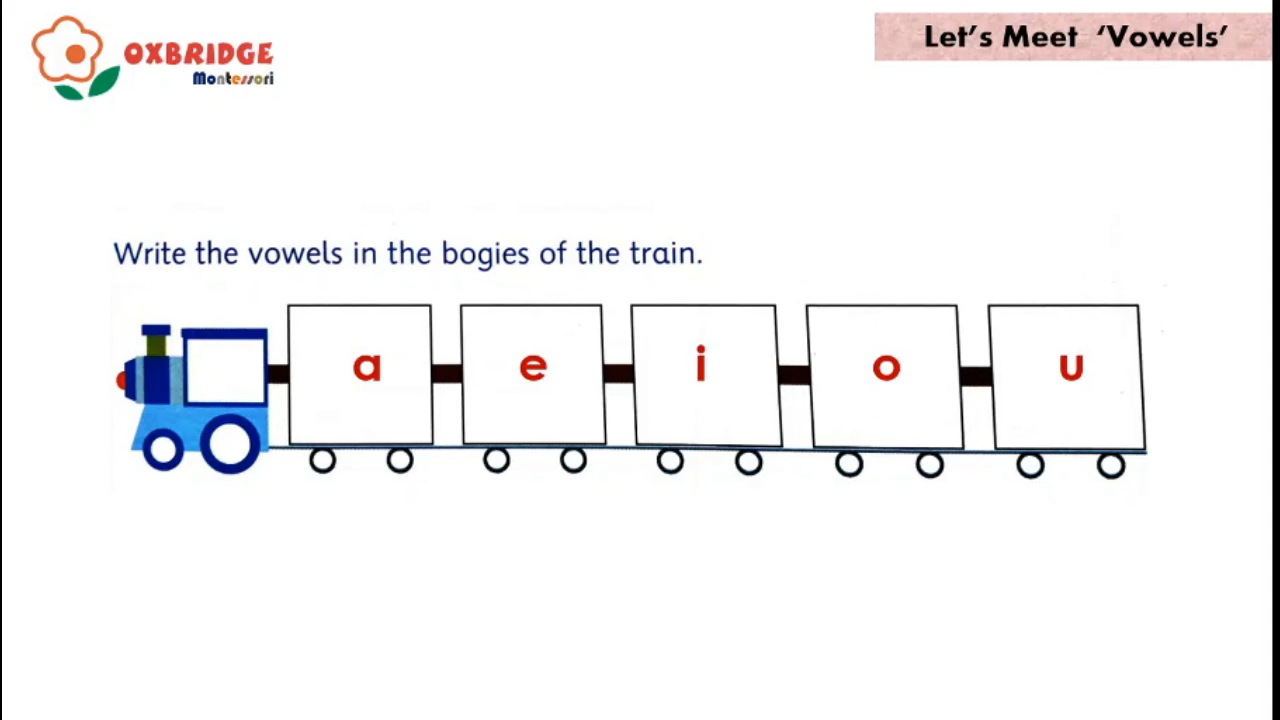 OXBRIDGE
Montessori
Let's Meet ‘Vowels’
Write the vowels in the bogies of the train.
a e i o u